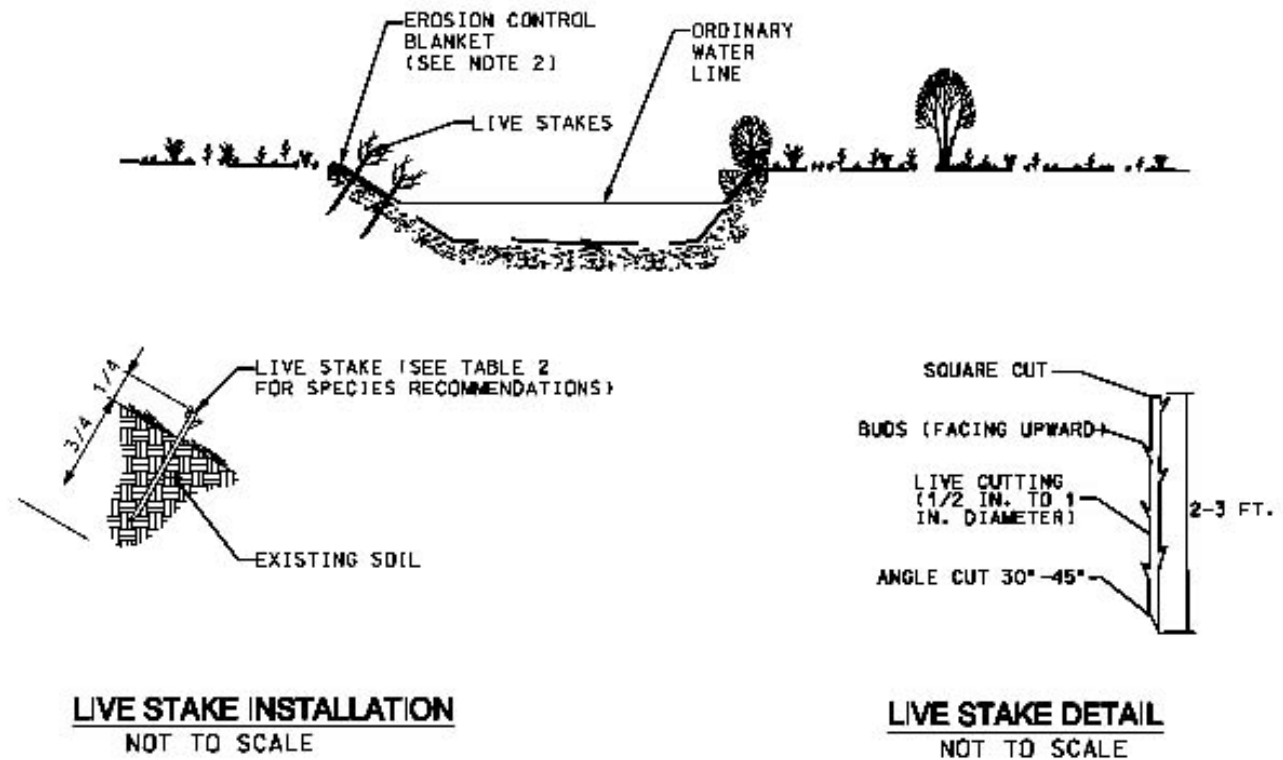 EROSION CONTROL
BLANKET
(SEE NOTE 2)
ORDINARY
WATER
LINE
LIVE STAKES
1/4
3/4
LIVE STAKE (SEE TABLE 2
FOR SPECIES RECOMMENDATIONS)
EXISTING SOIL
SQUARE CUT
BUDS (FACING UPWARD)
LIVE CUTTING
(1/2 IN. TO 1
IN. DIAMETER)
2-3 FT.
ANGLE CUT 30°-45°
LIVE STAKE INSTALLATION
NOT TO SCALE
LIVE STAKE DETAIL
NOT TO SCALE